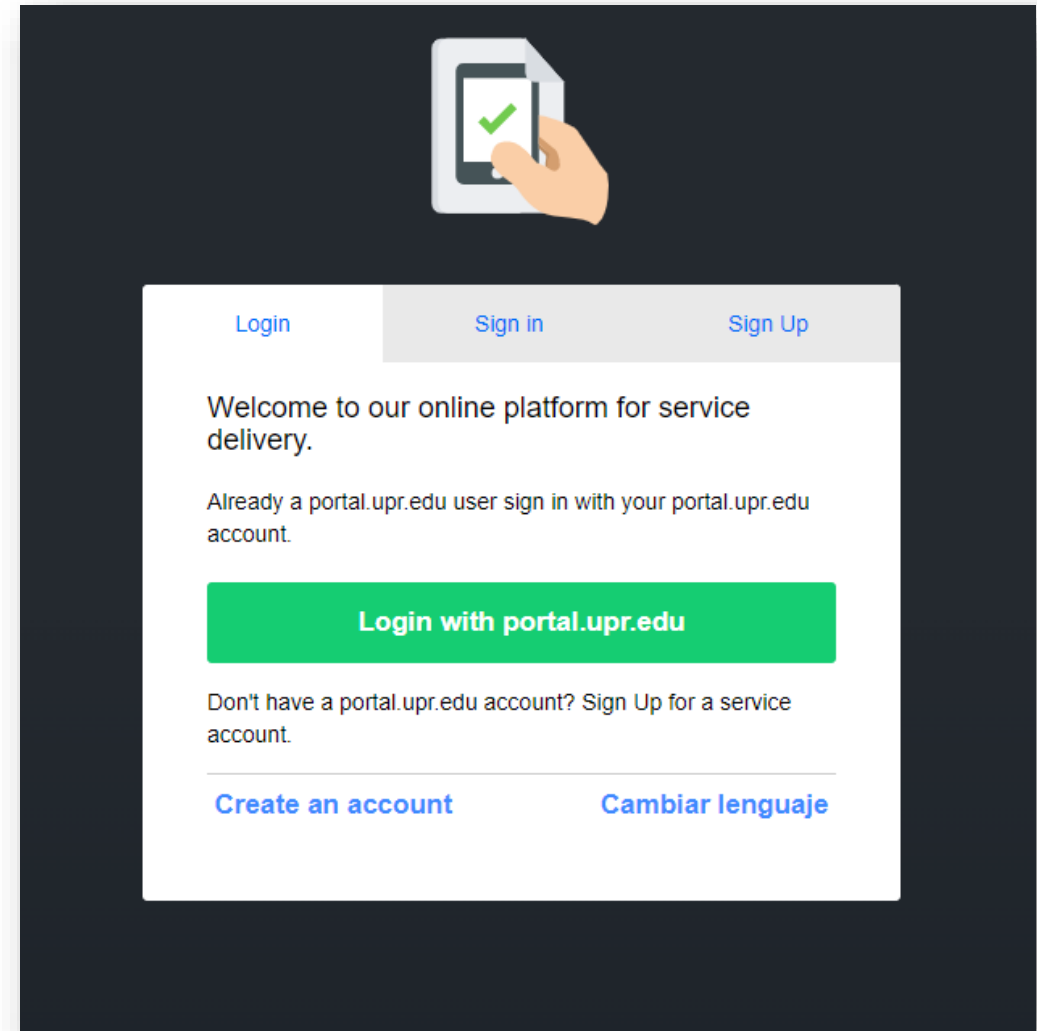 Login
Sign in
Sign Up
Welcome to our online platform for service
delivery.
Already a portal.upr.edu user sign in with your portal.upr.edu
account.
Login with portal.upr.edu
Don't have a portal.upr.edu account? Sign Up for a service
account.
Create an account
Cambiar lenguaje